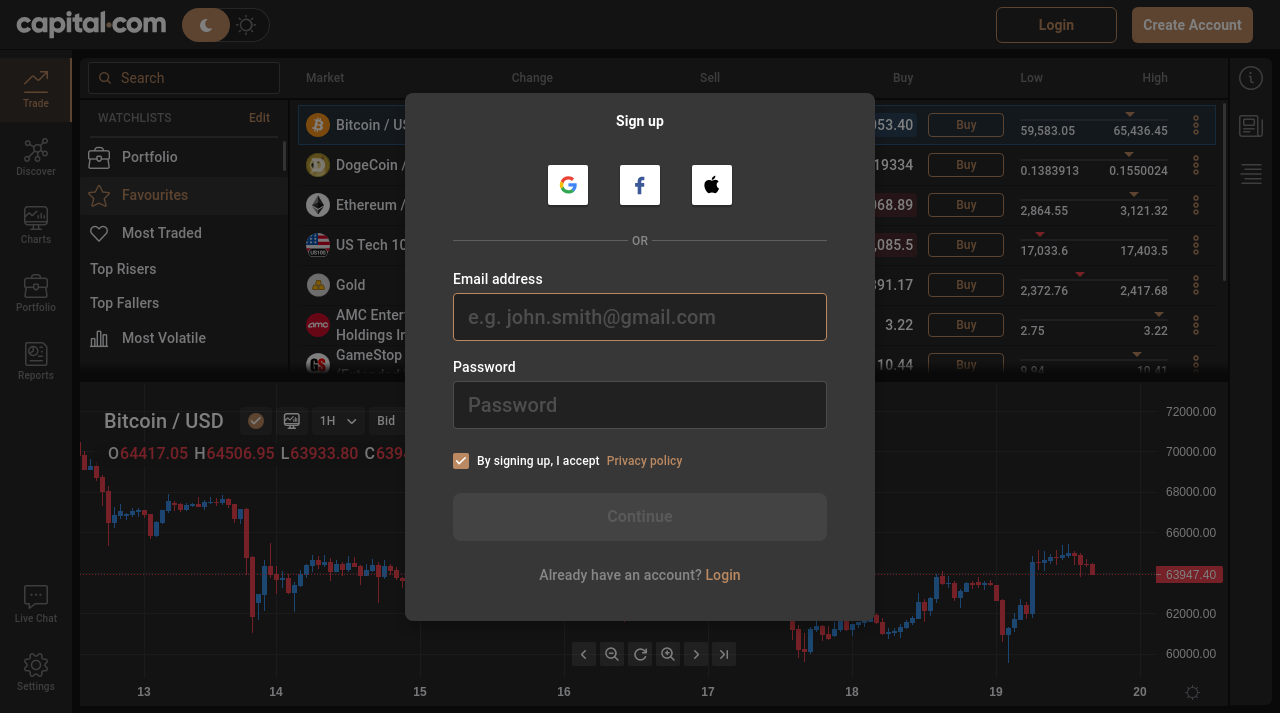 capital.com
Login
Create Account
Trade
Discover
Charts
Portfolio
Reports
Live Chat
Settings
Search
WATCHLISTS
Edit
Portfolio
Favourites
Most Traded
Top Risers
Top Fallers
Most Volatile
Market
Change
Sell
Buy
Low
High
Bitcoin /
53.40
Buy
59,583.05
65,436.45
DogeCoin /
19334
Buy
0.1383913
0.1550024
Ethereum /
968.89
Buy
2,864.55
3,121.32
US Tech 10
,085.5
Buy
17,033.6
17,403.5
Gold
391.17
Buy
2,372.76
2,417.68
amc
AMC Enter
Holdings In
3.22
Buy
2.75
3.22
GameStop
10.44
Buy
9.94
10.41
Sign up
OR
Email address
e.g. john.smith@gmail.com
Password
Password
By signing up, I accept Privacy policy
Continue
Already have an account? Login
Bitcoin / USD
1H
Bid
O64417.05 H64506.95 L63933.80 C639
72000.00
70000.00
68000.00
66000.00
63947.40
62000.00
60000.00
13
14
15
16
17
18
19
20